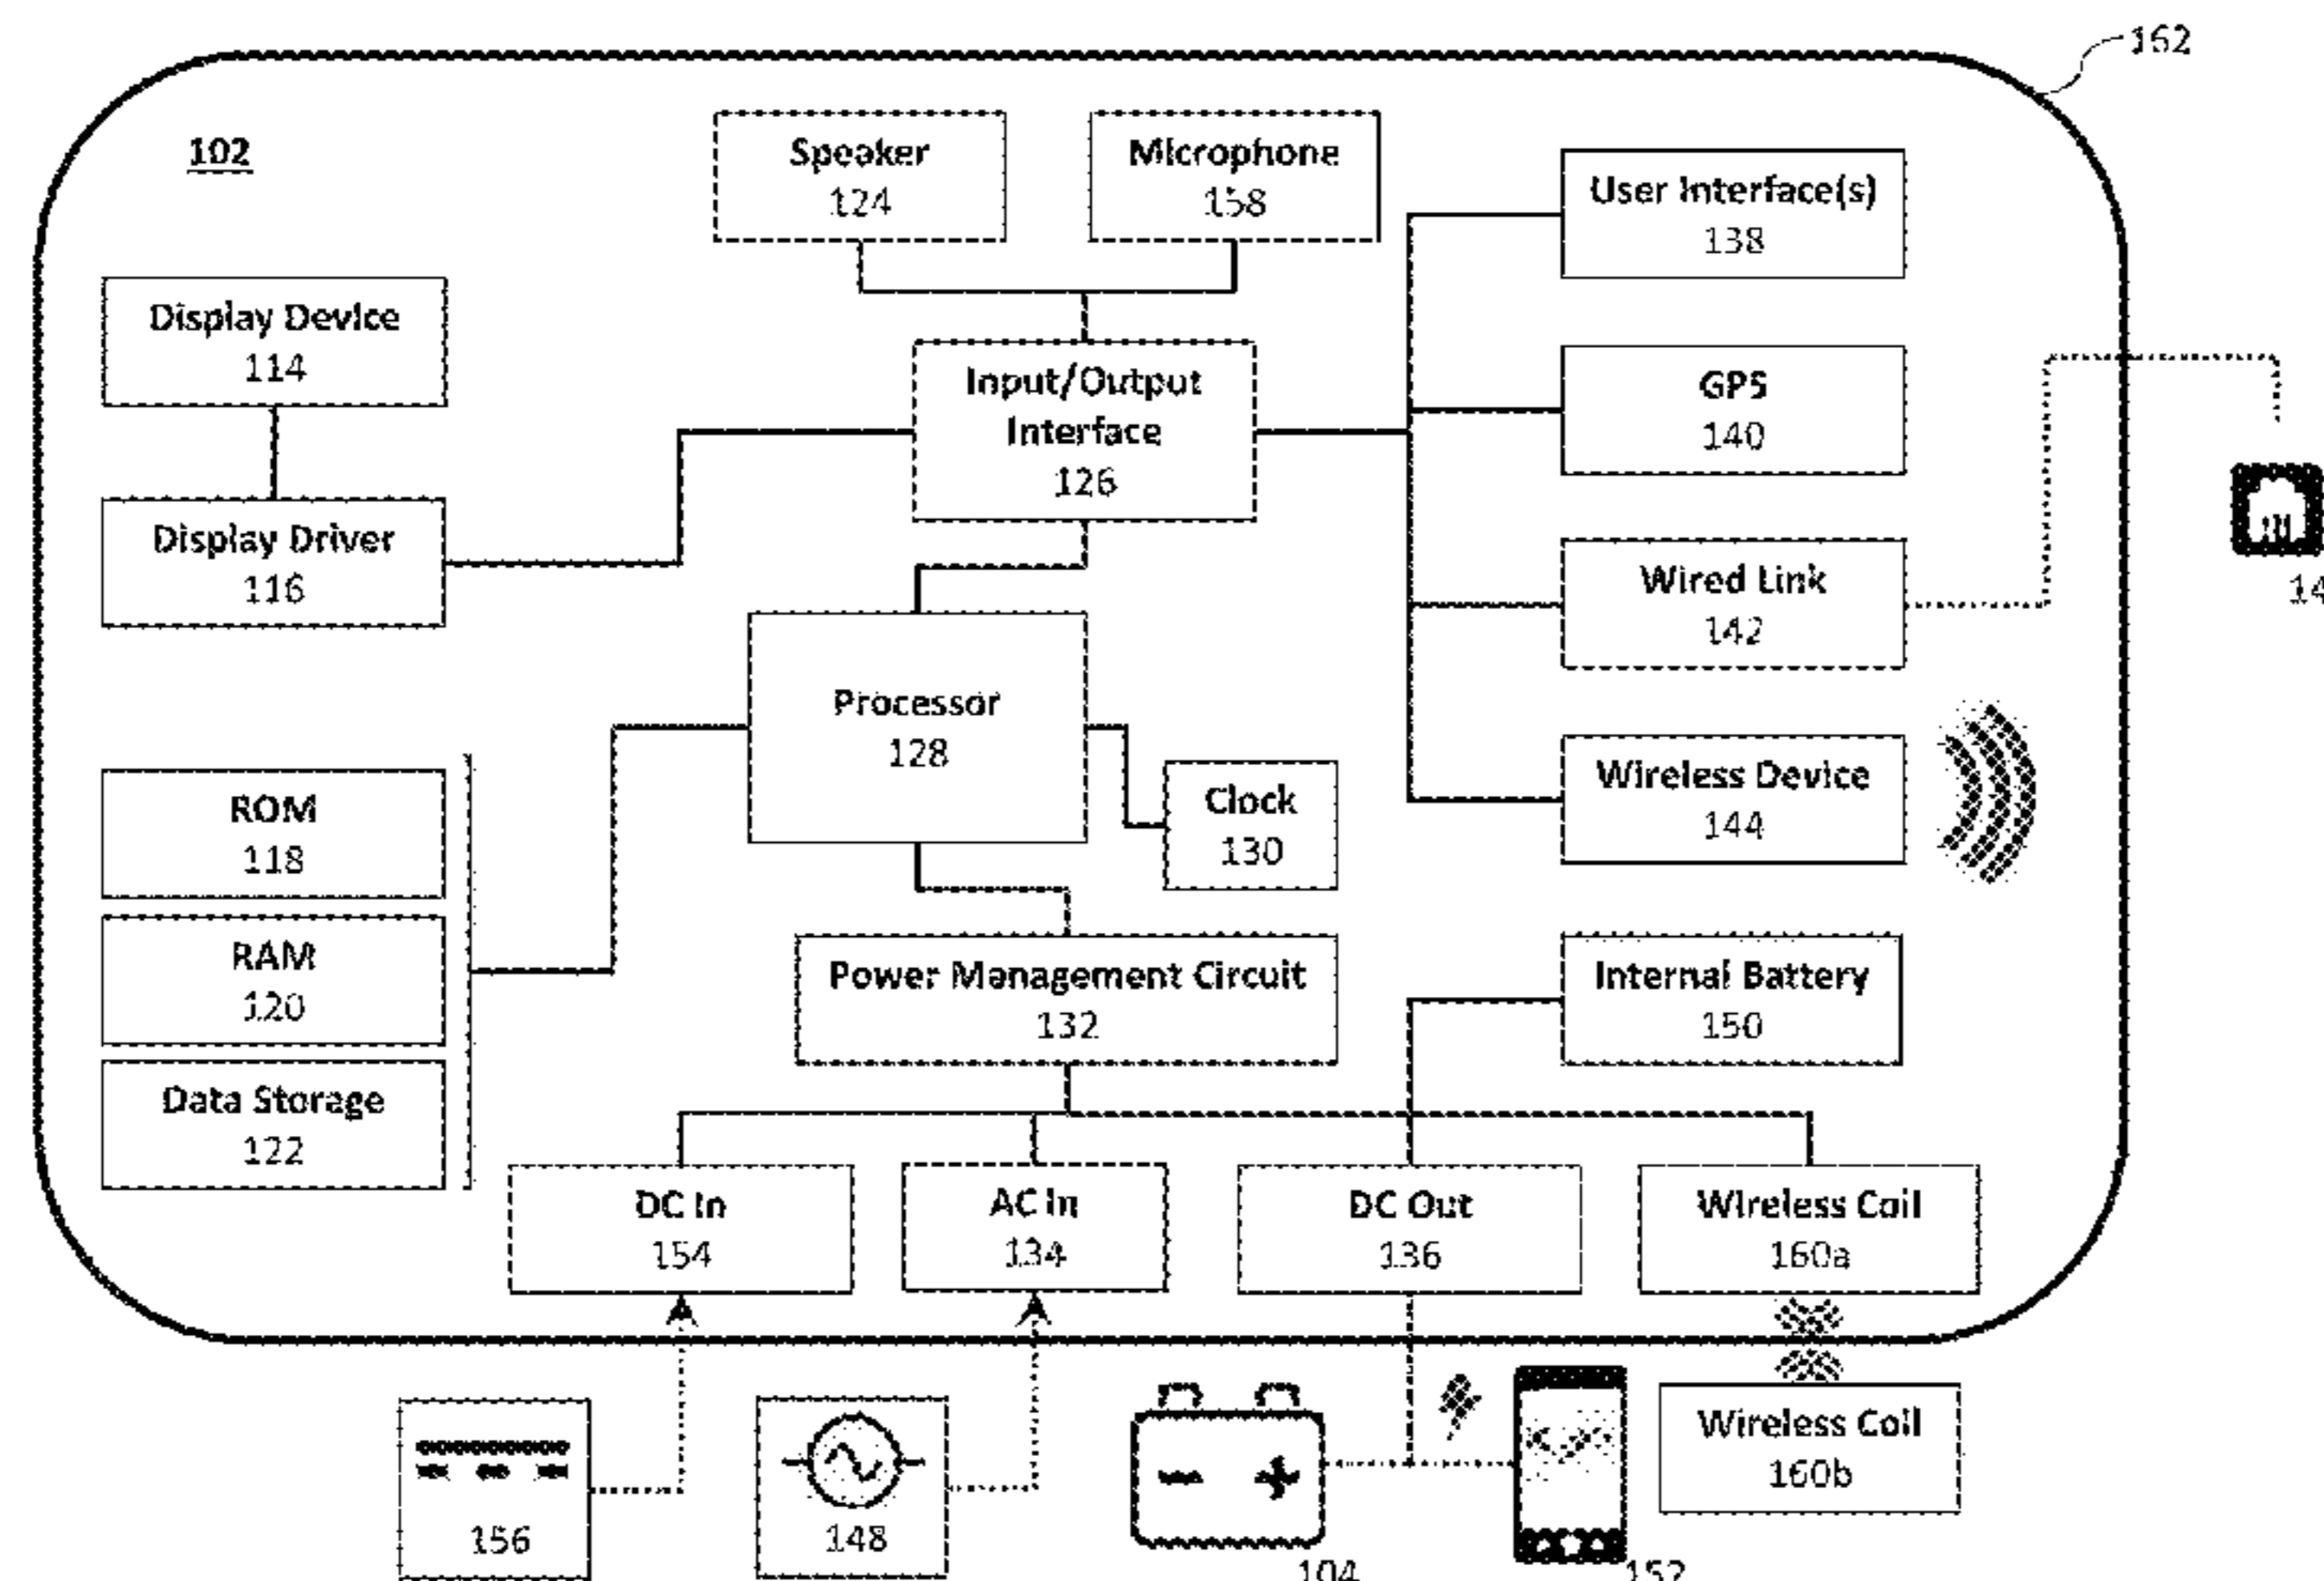 162
102
Speaker
124
Microphone
158
User Interface(s)
138
Display Device
114
Input/Output
Interface
126
GPS
140
Display Driver
116
Wired Link
142
14
Processor
128
Wireless Device
144
Clock
130
ROM
118
RAM
120
Data Storage
122
Power Management Circuit
132
Internal Battery
150
DC In
154
AC In
134
DC Out
136
Wireless Coil
160a
Wireless Coil
160b
156
148
104
152